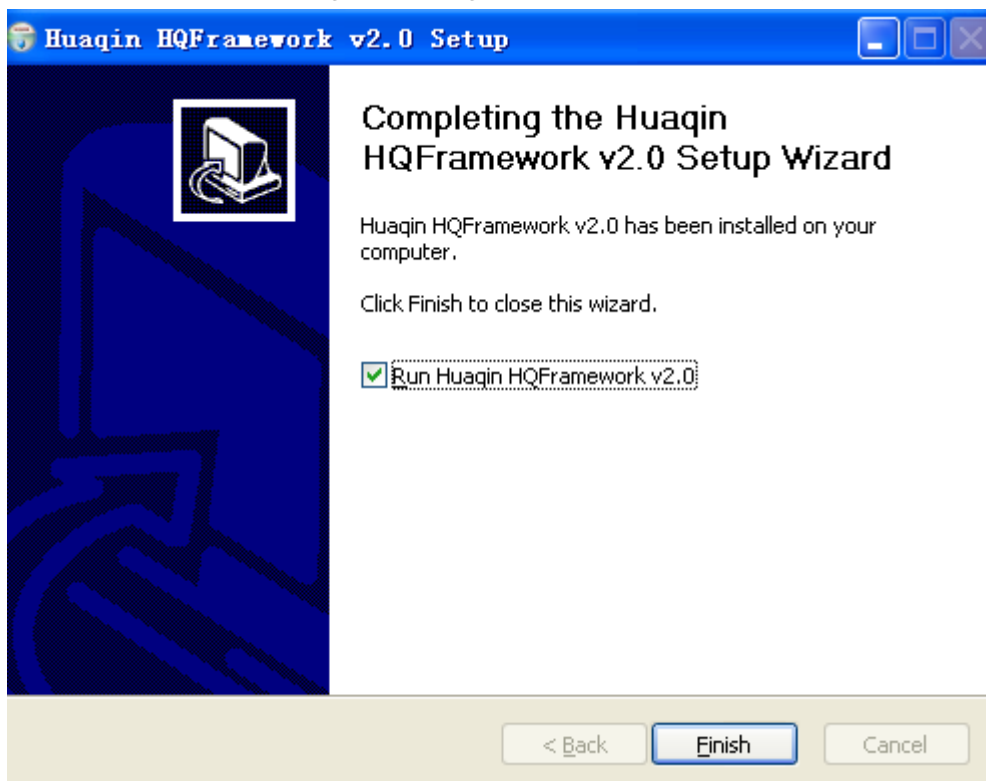 Huaqin HQFramework v2.0 Setup
Completing the Huaqin
HQFramework v2.0 Setup Wizard
Huaqin HQFramework v2.0 has been installed on your
computer.
Click Finish to close this wizard.
Run Huaqin HQFramework v2.0
< Back
Finish
Cancel